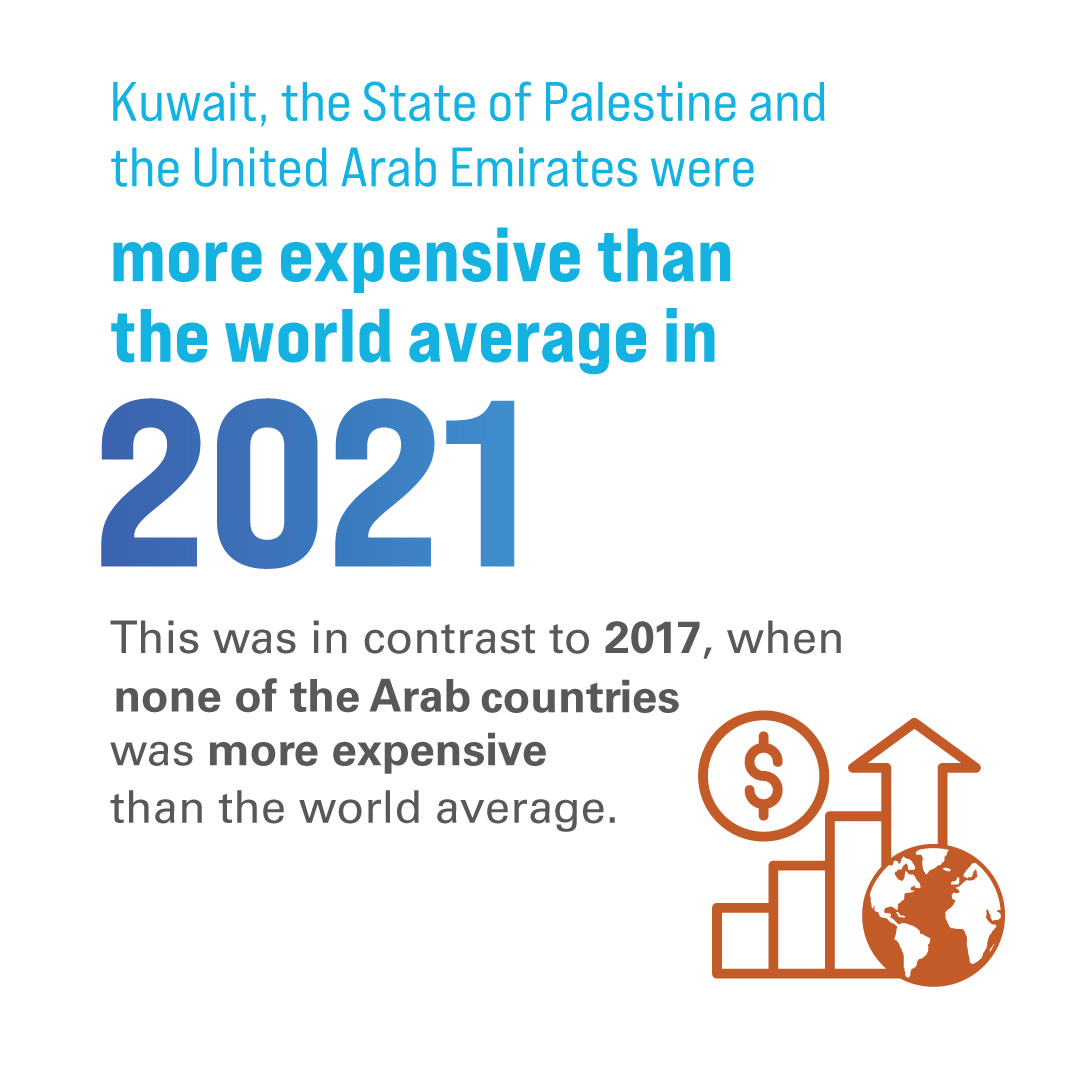 Kuwait, the State of Palestine and
the United Arab Emirates were
more expensive than
the world average in
2021
This was in contrast to 2017, when
none of the Arab countries
was more expensive
than the world average.
$